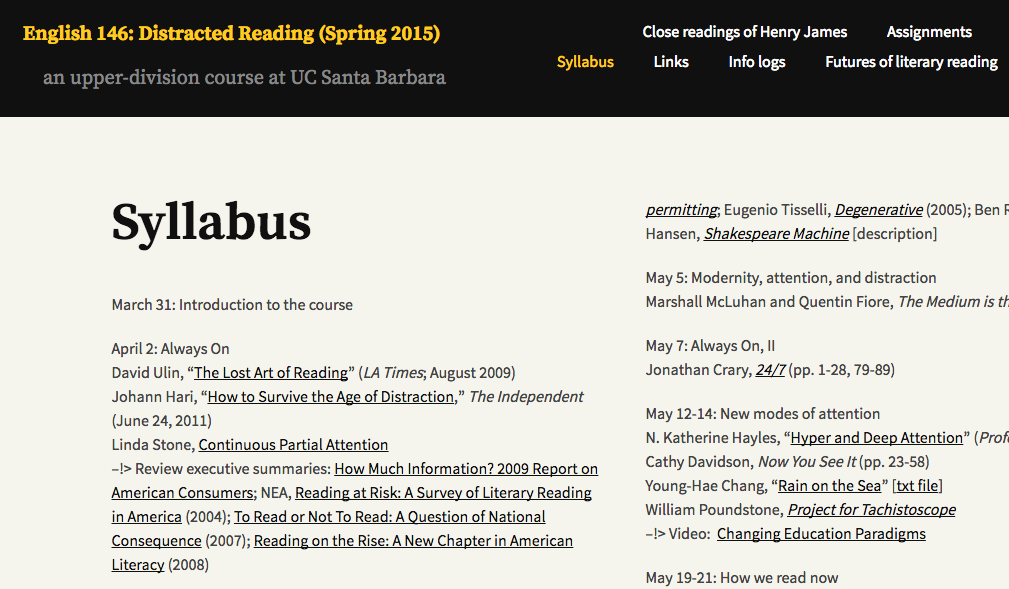 English 146: Distracted Reading (Spring 2015)
an upper-division course at UC Santa Barbara
Close readings of Henry James
Assignments
Syllabus
Links
Info logs
Futures of literary reading
Syllabus
March 31: Introduction to the course
April 2: Always On
David Ulin, “The Lost Art of Reading” (LA Times; August 2009)
Johann Hari, “How to Survive the Age of Distraction,” The Independent
(June 24, 2011)
Linda Stone, Continuous Partial Attention
–!> Review executive summaries: How Much Information? 2009 Report on
American Consumers; NEA, Reading at Risk: A Survey of Literary Reading
in America (2004); To Read or Not To Read: A Question of National
Consequence (2007); Reading on the Rise: A New Chapter in American
Literacy (2008)
permitting; Eugenio Tisselli, Degenerative (2005); Ben
Hansen, Shakespeare Machine [description]
May 5: Modernity, attention, and distraction
Marshall McLuhan and Quentin Fiore, The Medium is
May 7: Always On, II
Jonathan Crary, 24/7 (pp. 1-28, 79-89)
May 12-14: New modes of attention
N. Katherine Hayles, “Hyper and Deep Attention” (
Cathy Davidson, Now You See It (pp. 23-58)
Young-Hae Chang, “Rain on the Sea” [txt file]
William Poundstone, Project for Tachistoscope
–!> Video: Changing Education Paradigms
May 19-21: How we read now